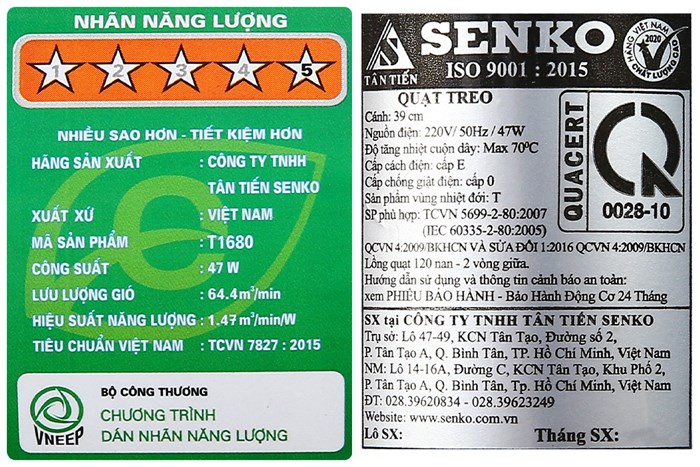 NHÃN NĂNG LƯỢNG
1 2 3 4 5
NHIỀU SAO HƠN - TIẾT KIỆM HƠN
HÃNG SẢN XUẤT : CÔNG TY TNHH
TÂN TIẾN SENKO
XUẤT XỨ : VIỆT NAM
MÃ SẢN PHẨM : T1680
CÔNG SUẤT : 47 W
LƯU LƯỢNG GIÓ : 64.4m³/min
HIỆU SUẤT NĂNG LƯỢNG : 1.47m³/min/W
TIÊU CHUẨN VIỆT NAM : TCVN 7827 : 2015
VNEEP
BỘ CÔNG THƯƠNG
CHƯƠNG TRÌNH
DÁN NHÃN NĂNG LƯỢNG
TÂN TIẾN
SENKO
ISO 9001 : 2015
HÀNG VIỆT NAM
2020
CHẤT LƯỢNG CAO
QUẠT TREO
Cánh: 39 cm
Nguồn điện: 220V/ 50Hz / 47W
Độ tăng nhiệt cuộn dây: Max 70⁰C
Cấp cách điện: cấp E
Cấp chống giật điện: cấp 0
Sản phẩm vùng nhiệt đới: T
SP phù hợp: TCVN 5699-2-80:2007
(IEC 60335-2-80:2005)
QUACERT
0028-10
QCVN 4:2009/BKHCN VÀ SỬA ĐỔI 1:2016 QCVN 4:2009/BKHCN
Lồng quạt 120 nan - 2 vòng giữa.
Hướng dẫn sử dụng và thông tin cảnh báo an toàn:
xem PHIẾU BẢO HÀNH - Bảo Hành Động Cơ 24 Tháng
SX tại CÔNG TY TNHH TÂN TIẾN SENKO
Trụ sở: Lô 47-49, KCN Tân Tạo, Đường số 2,
P. Tân Tạo A, Q. Bình Tân, TP. Hồ Chí Minh, Việt Nam
NM: Lô 14-16A, Đường C, KCN Tân Tạo, Khu Phố 2,
P. Tân Tạo A, Q. Bình Tân, Tp. Hồ Chí Minh, Việt Nam
ĐT: 028.39620834 - 028.39623249
Website: www.senko.com.vn
Lô SX: Tháng SX: